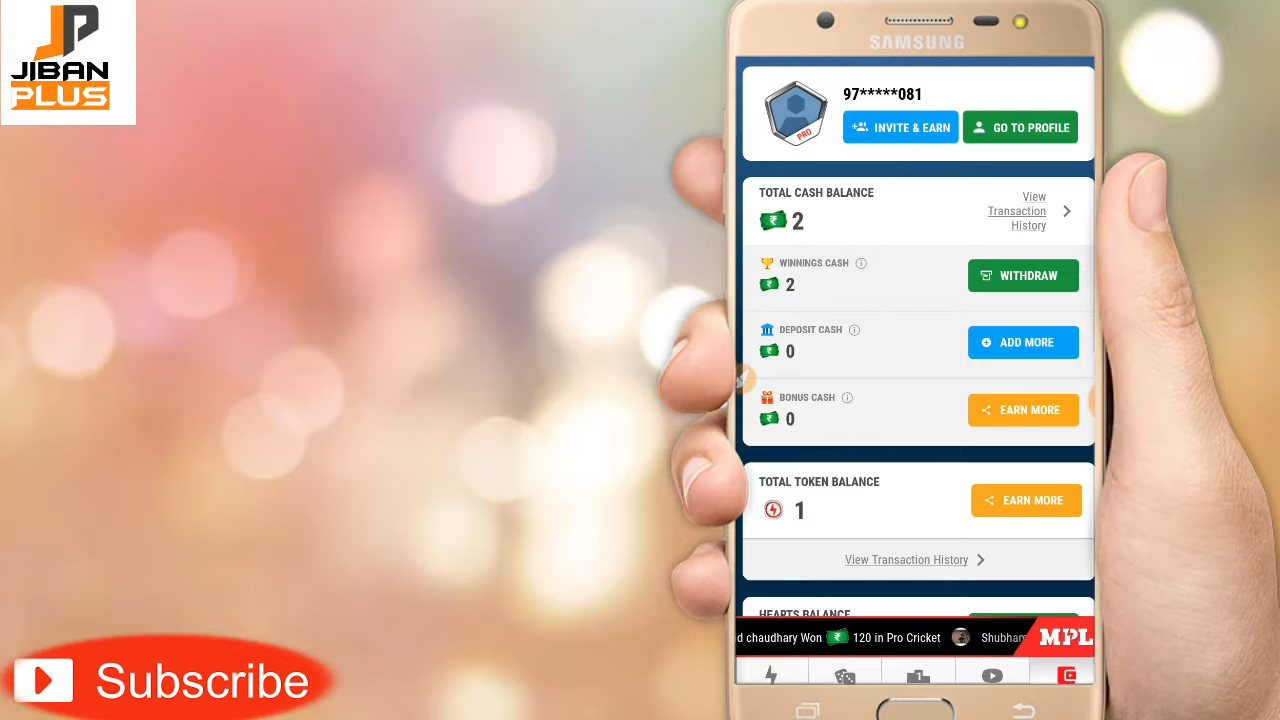 JP
JIBAN
PLUS
SAMSUNG
97*****081
PRO
INVITE & EARN
GO TO PROFILE
TOTAL CASH BALANCE
₹ 2
View
Transaction
History
WINNINGS CASH
2
WITHDRAW
DEPOSIT CASH
0
ADD MORE
BONUS CASH
0
EARN MORE
TOTAL TOKEN BALANCE
1
EARN MORE
View Transaction History
HEARTS BALANCE
d chaudhary Won ₹ 120 in Pro Cricket
MPL
Subscribe